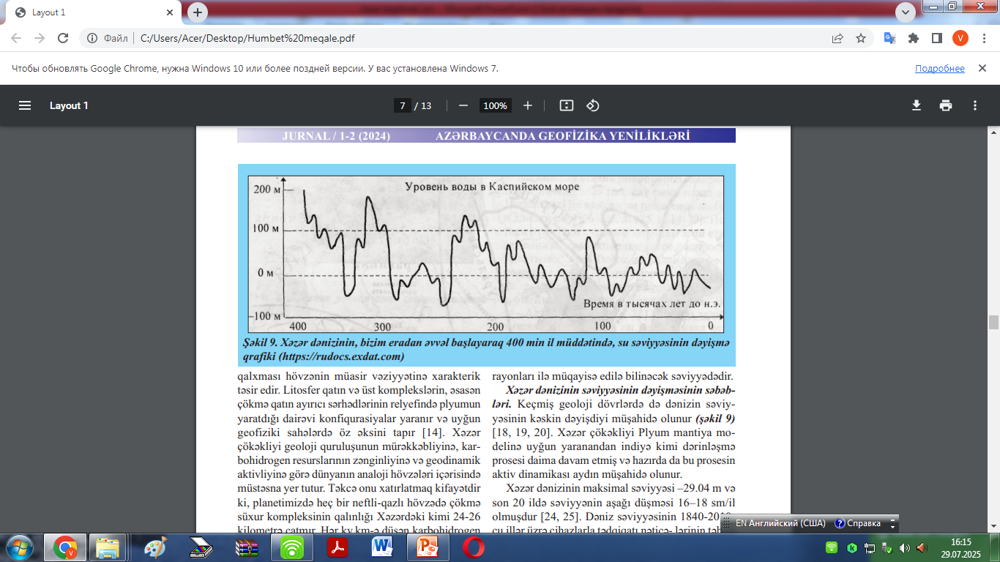 Layout 1
Файл
C:/Users/Acer/Desktop/Humbet%20meqale.pdf
V
Чтобы обновлять Google Chrome, нужна Windows 10 или более поздней версии. У вас установлена Windows 7.
Подробнее
Layout 1
7 / 13
100%
JURNAL / 1-2 (2024) AZƏRBAYCANDA GEOFİZİKA YENİLİKLƏRİ
Уровень воды в Каспийском море
200 м
100 м
0 м
–100 м
Время в тысячах лет до н.э.
400 300 200 100 0
Şəkil 9. Xəzər dənizinin, bizim eradan əvvəl başlayaraq 400 min il müddətində, su səviyyəsinin dəyişmə
qrafiki (https://rudocs.exdat.com)
qalxması hövzənin müasir vəziyyətinə xarakterik
təsir edir. Litosfer qatın və üst komplekslərin, əsasən
çökmə qatın ayırıcı sərhədlərinin relyefində plyumun
yaratdığı dairəvi konfiqurasiyalar yaranır və uyğun
geofiziki sahələrdə öz əksini tapır [14]. Xəzər
çökəkliyi geoloji quruluşunun mürəkkəbliyinə, kar-
bohidrogen resurslarının zənginliyinə və geodinamik
aktivliyinə görə dünyanın analoji hövzələri içərisində
müstəsna yer tutur. Təkcə onu xatırlatmaq kifayətdir
ki, planetimizdə heç bir neftli-qazlı hövzədə çökmə
süxur kompleksinin qalınlığı Xəzərdəki kimi 24-26
kilometrə çatmır. Hər kv.km-ə düşən karbohidrogen
rayonları ilə müqayisə edilə bilinəcək səviyyədədir.
Xəzər dənizinin səviyyəsinin dəyişməsinin səbəb-
ləri. Keçmiş geoloji dövrlərdə də dənizin səviy-
yəsinin kəskin dəyişdiyi müşahidə olunur (şəkil 9)
[18, 19, 20]. Xəzər çökəkliyi Plyum mantiya mo-
delinə uyğun yaranandan indiyə kimi dərinləşmə
prosesi daima davam etmiş və hazırda da bu prosesin
aktiv dinamikası aydın müşahidə olunur.
Xəzər dənizinin maksimal səviyyəsi –29.04 m və
son 20 ildə səviyyənin aşağı düşməsi 16–18 sm/il
olmuşdur [24, 25]. Dəniz səviyyəsinin 1840-2010-
cu illər üzrə cihazlarla tədqiqatı nəticə- lərinin
EN Английский (США)
Справка
16:15
29.07.2025